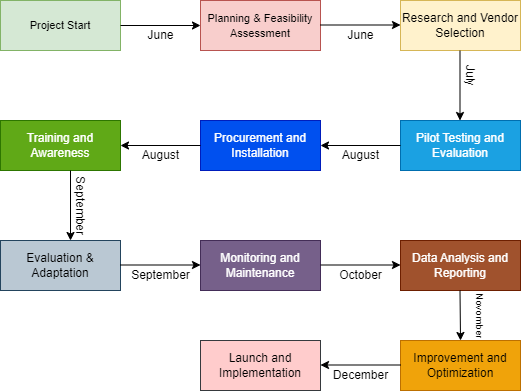 Project Start
June
Planning & Feasibility
Assessment
June
Research and Vendor
Selection
July
Pilot Testing and
Evaluation
August
Procurement and
Installation
August
Training and
Awareness
September
Evaluation &
Adaptation
September
Monitoring and
Maintenance
October
Data Analysis and
Reporting
Novomber
Improvement and
Optimization
December
Launch and
Implementation